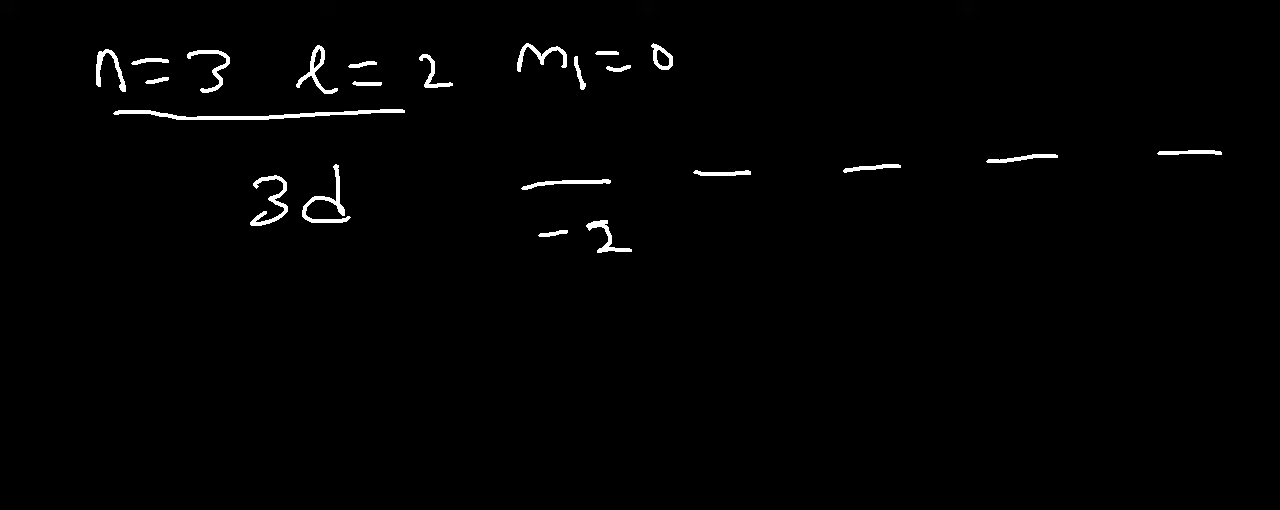 n=3 l=2 m₁=0
3d _ _ _ _ _
-2